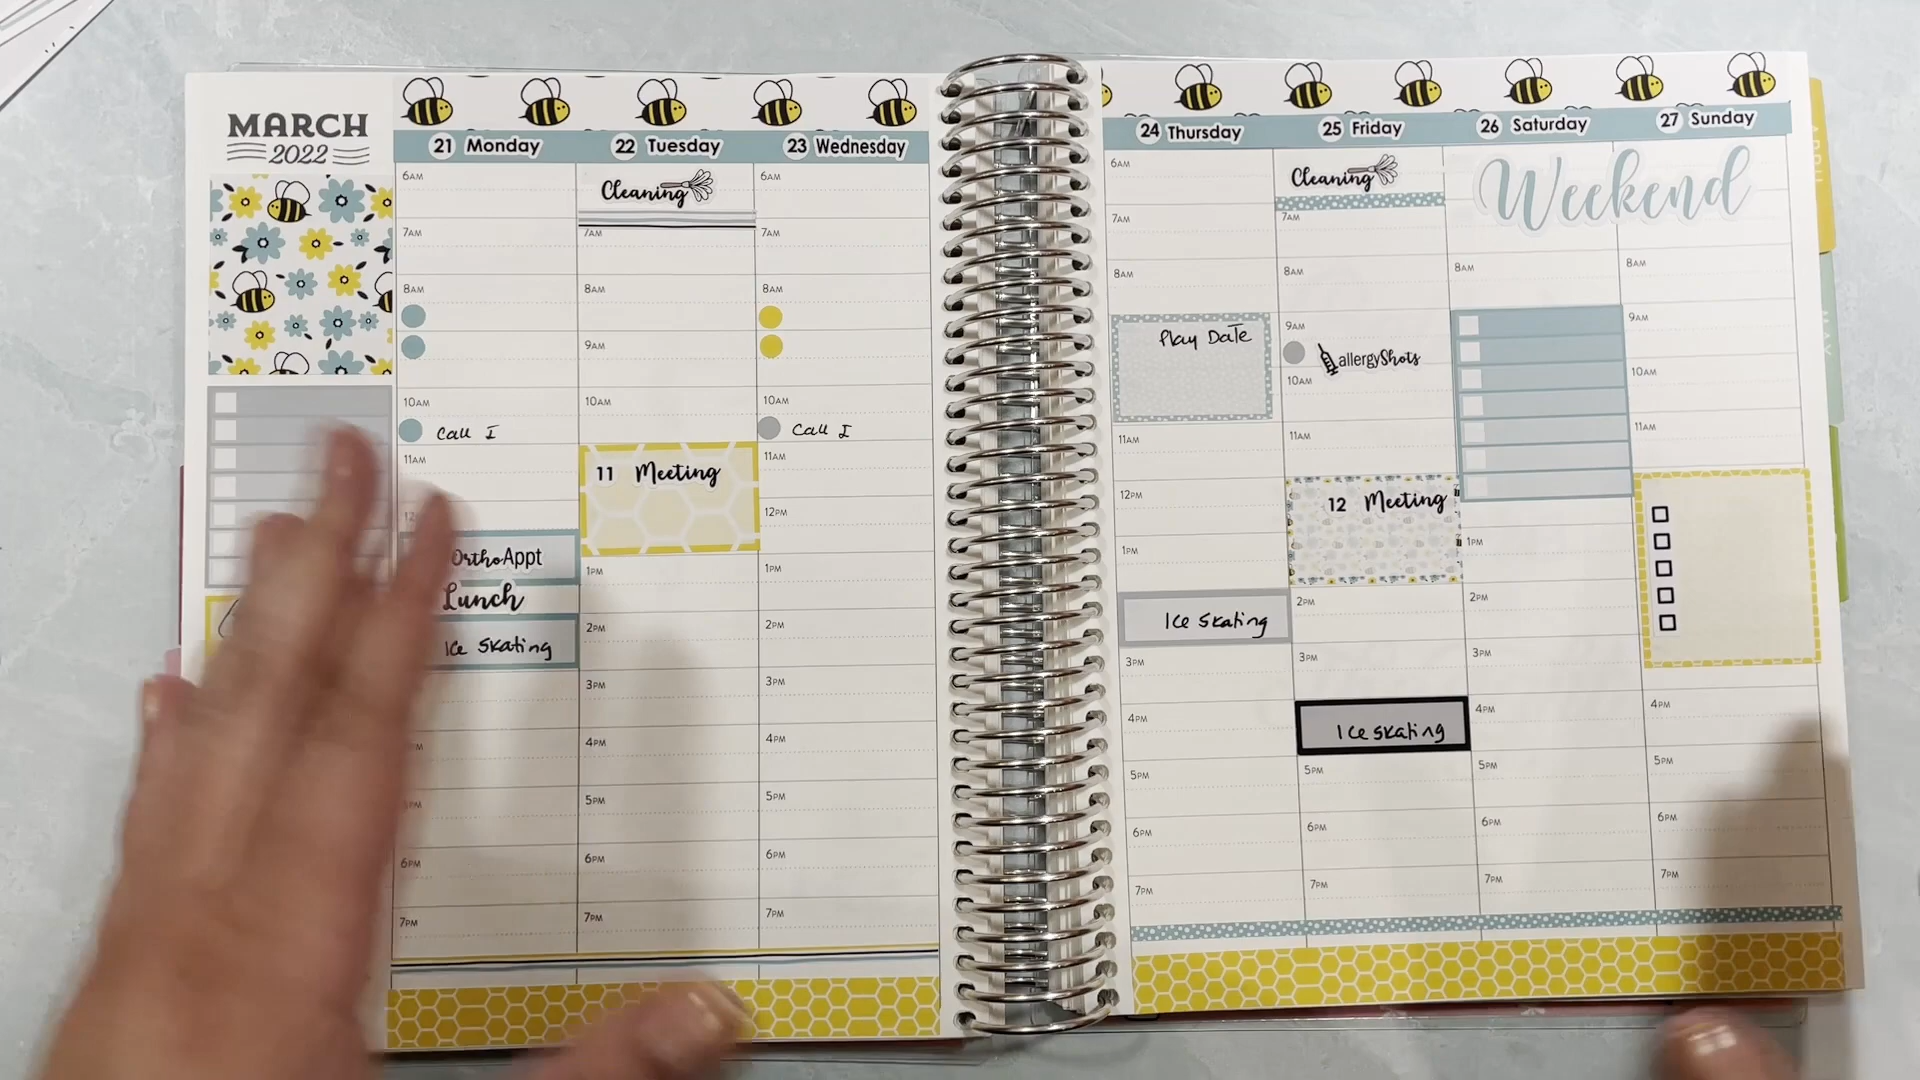 MARCH
2022
21 Monday
6AM
7AM
8AM
10AM
Call I
11AM
12
OrthoAppt
Lunch
Ice Skating
6PM
7PM
22 Tuesday
Cleaning
7AM
8AM
9AM
10AM
11 Meeting
1PM
2PM
3PM
4PM
5PM
6PM
7PM
23 Wednesday
6AM
7AM
8AM
10AM
Call I
11AM
12PM
1PM
2PM
3PM
4PM
5PM
6PM
7PM
24 Thursday
6AM
7AM
8AM
Play Date
11AM
12PM
1PM
Ice Skating
3PM
4PM
5PM
6PM
7PM
25 Friday
Cleaning
7AM
8AM
9AM
allergyShots
10AM
11AM
12 Meeting
2PM
3PM
Ice skating
5PM
6PM
7PM
26 Saturday
27 Sunday
Weekend
8AM
1PM
2PM
3PM
4PM
5PM
6PM
7PM
8AM
9AM
10AM
11AM
4PM
5PM
6PM
7PM